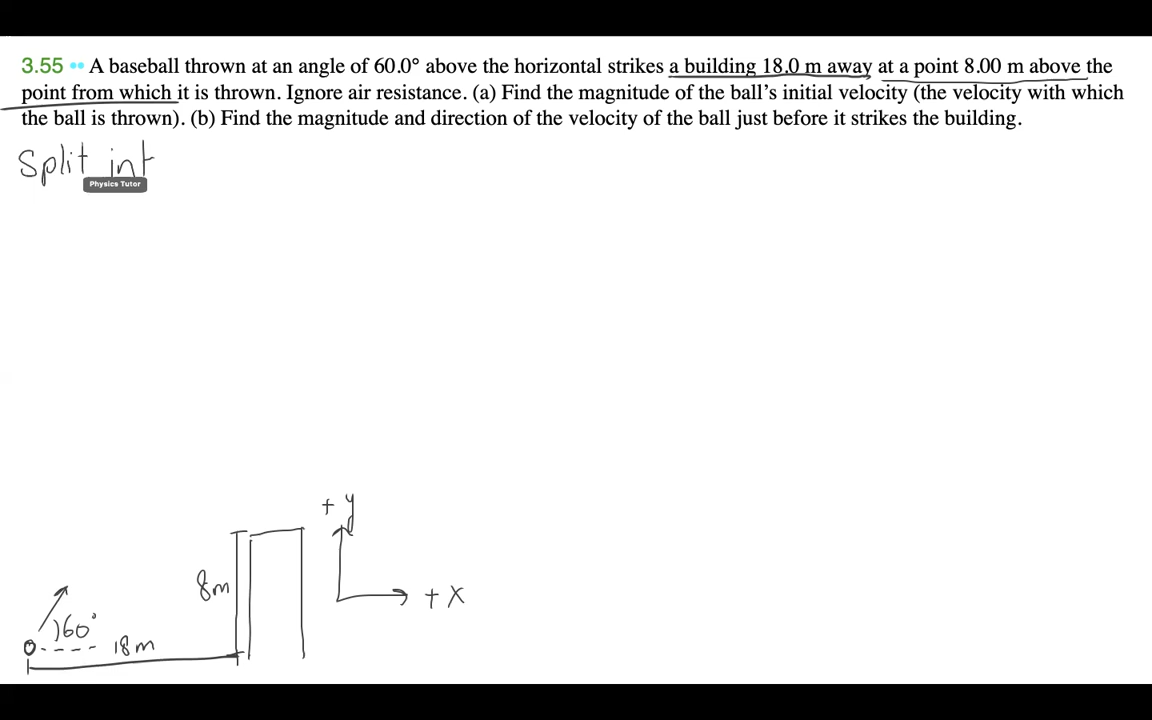 3.55 •• A baseball thrown at an angle of 60.0° above the horizontal strikes a building 18.0 m away at a point 8.00 m above the
point from which it is thrown. Ignore air resistance. (a) Find the magnitude of the ball’s initial velocity (the velocity with which
the ball is thrown). (b) Find the magnitude and direction of the velocity of the ball just before it strikes the building.
Split int
Physics Tutor
+ y
8m
+ x
60°
18m